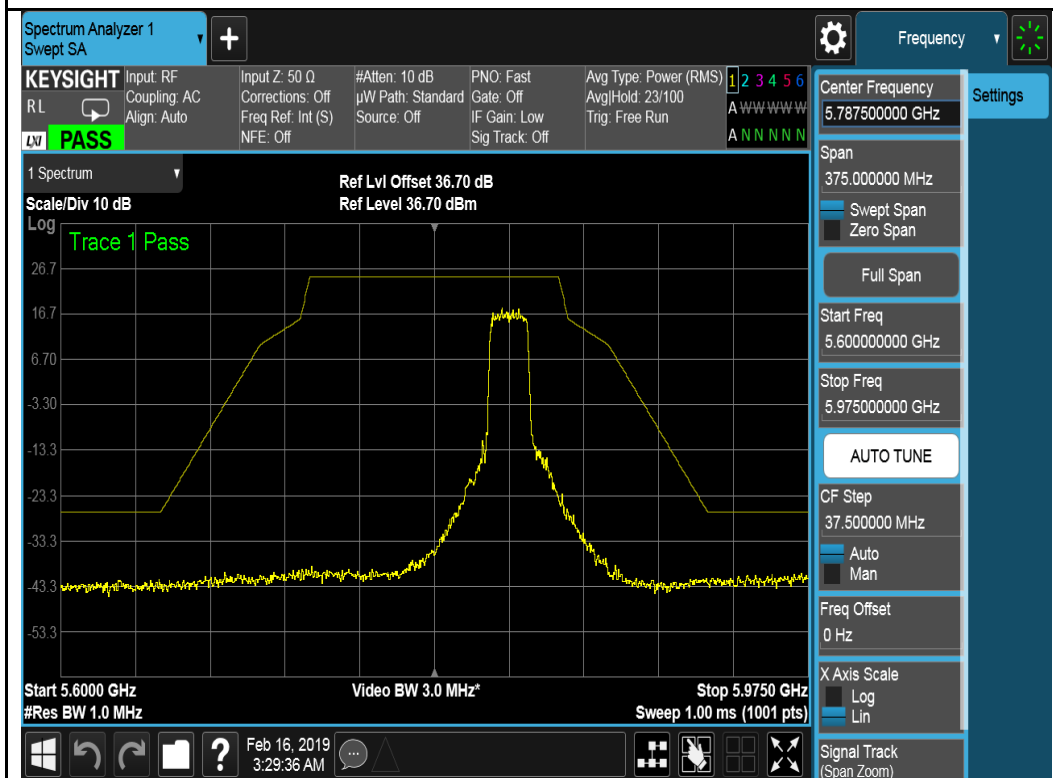 Spectrum Analyzer 1
Swept SA
+
Frequency
KEYSIGHT
R L
LXI PASS
Input: RF
Coupling: AC
Align: Auto
Input Z: 50 Ω
Corrections: Off
Freq Ref: Int (S)
NFE: Off
#Atten: 10 dB
µW Path: Standard
Source: Off
PNO: Fast
Gate: Off
IF Gain: Low
Sig Track: Off
Avg Type: Power (RMS)
Avg|Hold: 23/100
Trig: Free Run
1 2 3 4 5 6
A W W W W W
A N N N N N
1 Spectrum
Scale/Div 10 dB
Ref Lvl Offset 36.70 dB
Ref Level 36.70 dBm
Log
Trace 1 Pass
26.7
16.7
6.70
-3.30
-13.3
-23.3
-33.3
-43.3
-53.3
Start 5.6000 GHz
#Res BW 1.0 MHz
Video BW 3.0 MHz*
Stop 5.9750 GHz
Sweep 1.00 ms (1001 pts)
Center Frequency
5.787500000 GHz
Settings
Span
375.000000 MHz
Swept Span
Zero Span
Full Span
Start Freq
5.600000000 GHz
Stop Freq
5.975000000 GHz
AUTO TUNE
CF Step
37.500000 MHz
Auto
Man
Freq Offset
0 Hz
X Axis Scale
Log
Lin
Signal Track
(Span Zoom)
?
Feb 16, 2019
3:29:36 AM